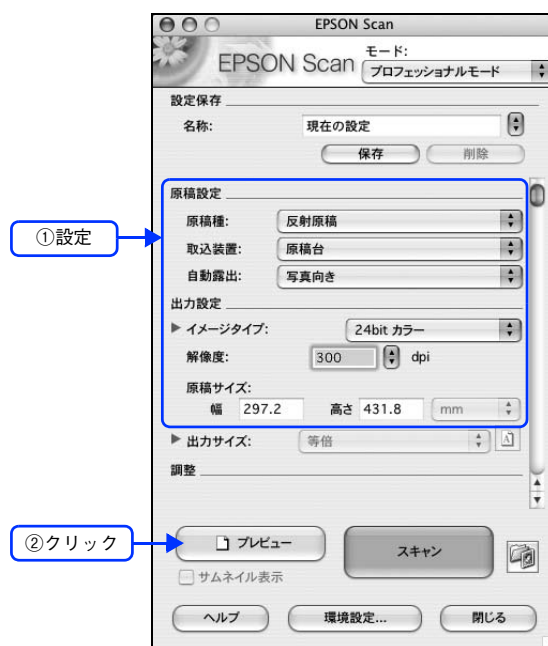 EPSON Scan
EPSON Scan
モード:
プロフェッショナルモード
設定保存
名称: 現在の設定
保存 削除
原稿設定
原稿種: 反射原稿
取込装置: 原稿台
自動露出: 写真向き
①設定
出力設定
イメージタイプ: 24bit カラー
解像度: 300 dpi
原稿サイズ:
幅 297.2 高さ 431.8 mm
出力サイズ: 等倍
調整
②クリック
プレビュー スキャン
サムネイル表示
ヘルプ 環境設定... 閉じる